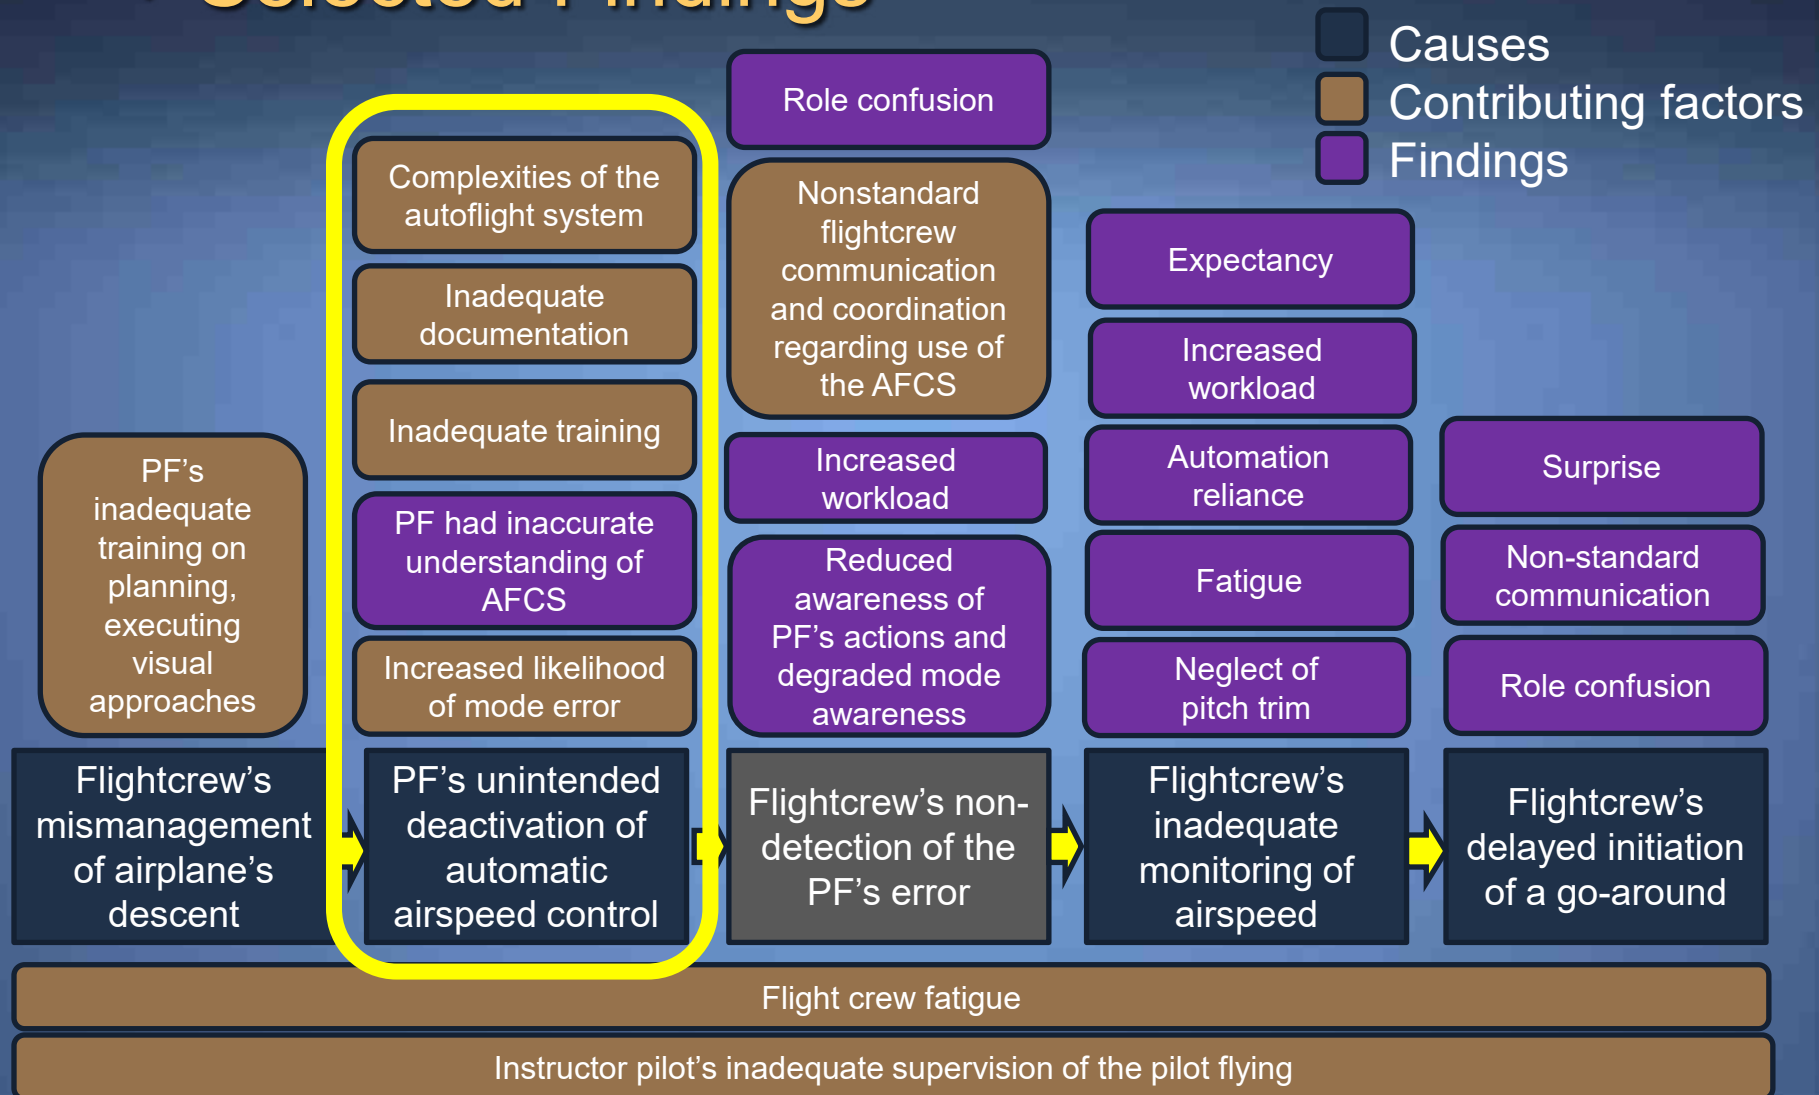 Selected Findings
Causes
Contributing factors
Findings
PF’s
inadequate
training on
planning,
executing
visual
approaches
Flightcrew’s
mismanagement
of airplane’s
descent
Complexities of the
autoflight system
Inadequate
documentation
Inadequate training
PF had inaccurate
understanding of
AFCS
Increased likelihood
of mode error
PF’s unintended
deactivation of
automatic
airspeed control
Role confusion
Nonstandard
flightcrew
communication
and coordination
regarding use of
the AFCS
Increased
workload
Reduced
awareness of
PF’s actions and
degraded mode
awareness
Flightcrew’s non-
detection of the
PF’s error
Expectancy
Increased
workload
Automation
reliance
Fatigue
Neglect of
pitch trim
Flightcrew’s
inadequate
monitoring of
airspeed
Surprise
Non-standard
communication
Role confusion
Flightcrew’s
delayed initiation
of a go-around
Flight crew fatigue
Instructor pilot’s inadequate supervision of the pilot flying